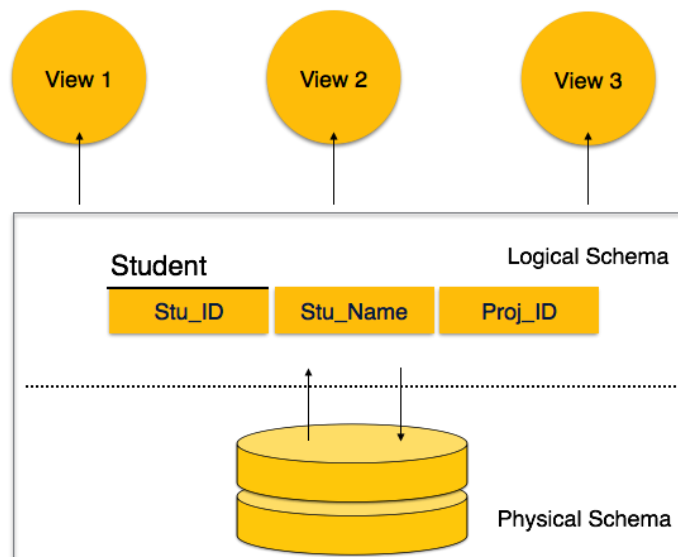 View 1
View 2
View 3
Logical Schema
Student
Stu_ID
Stu_Name
Proj_ID
Physical Schema